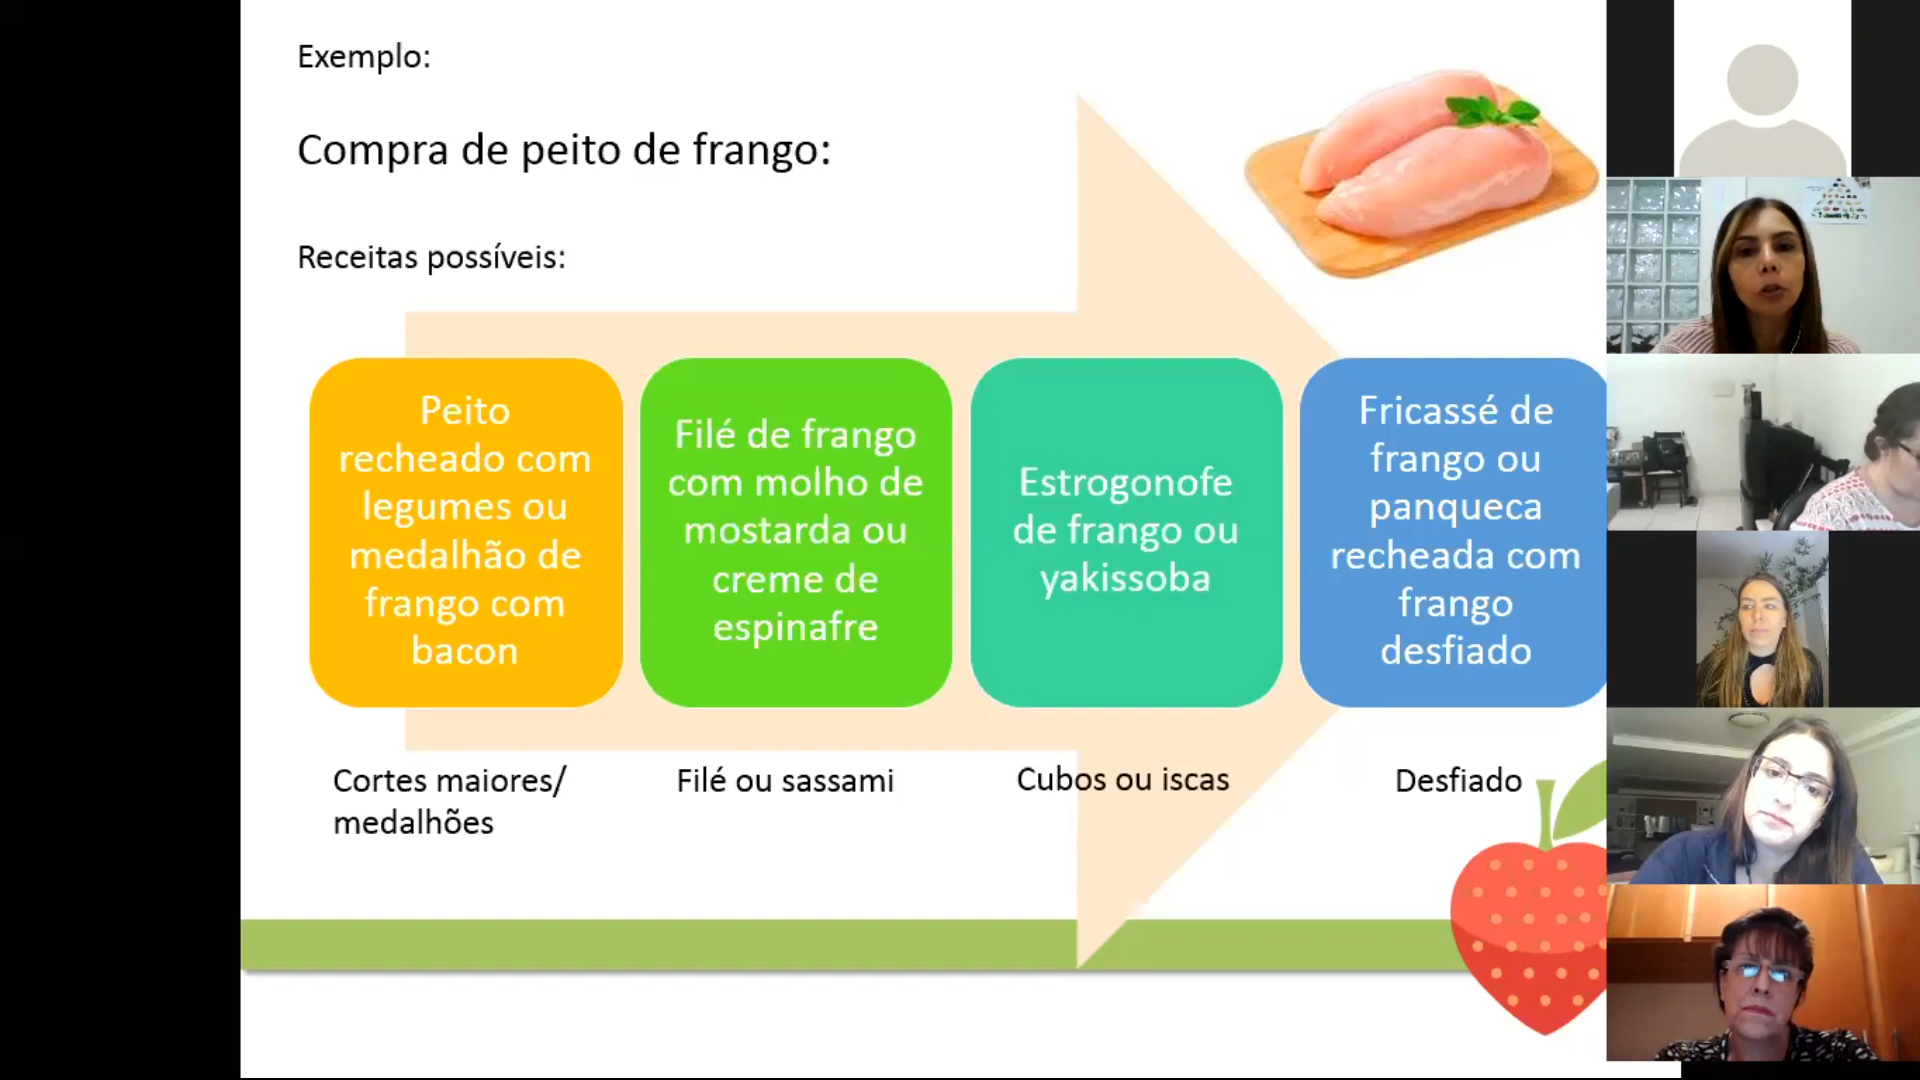 Exemplo:
Compra de peito de frango:
Receitas possíveis:
Peito
recheado com
legumes ou
medalhão de
frango com
bacon
Filé de frango
com molho de
mostarda ou
creme de
espinafre
Estrogonofe
de frango ou
yakissoba
Fricassé de
frango ou
panqueca
recheada com
frango
desfiado
Cortes maiores/
medalhões
Filé ou sassami
Cubos ou iscas
Desfiado